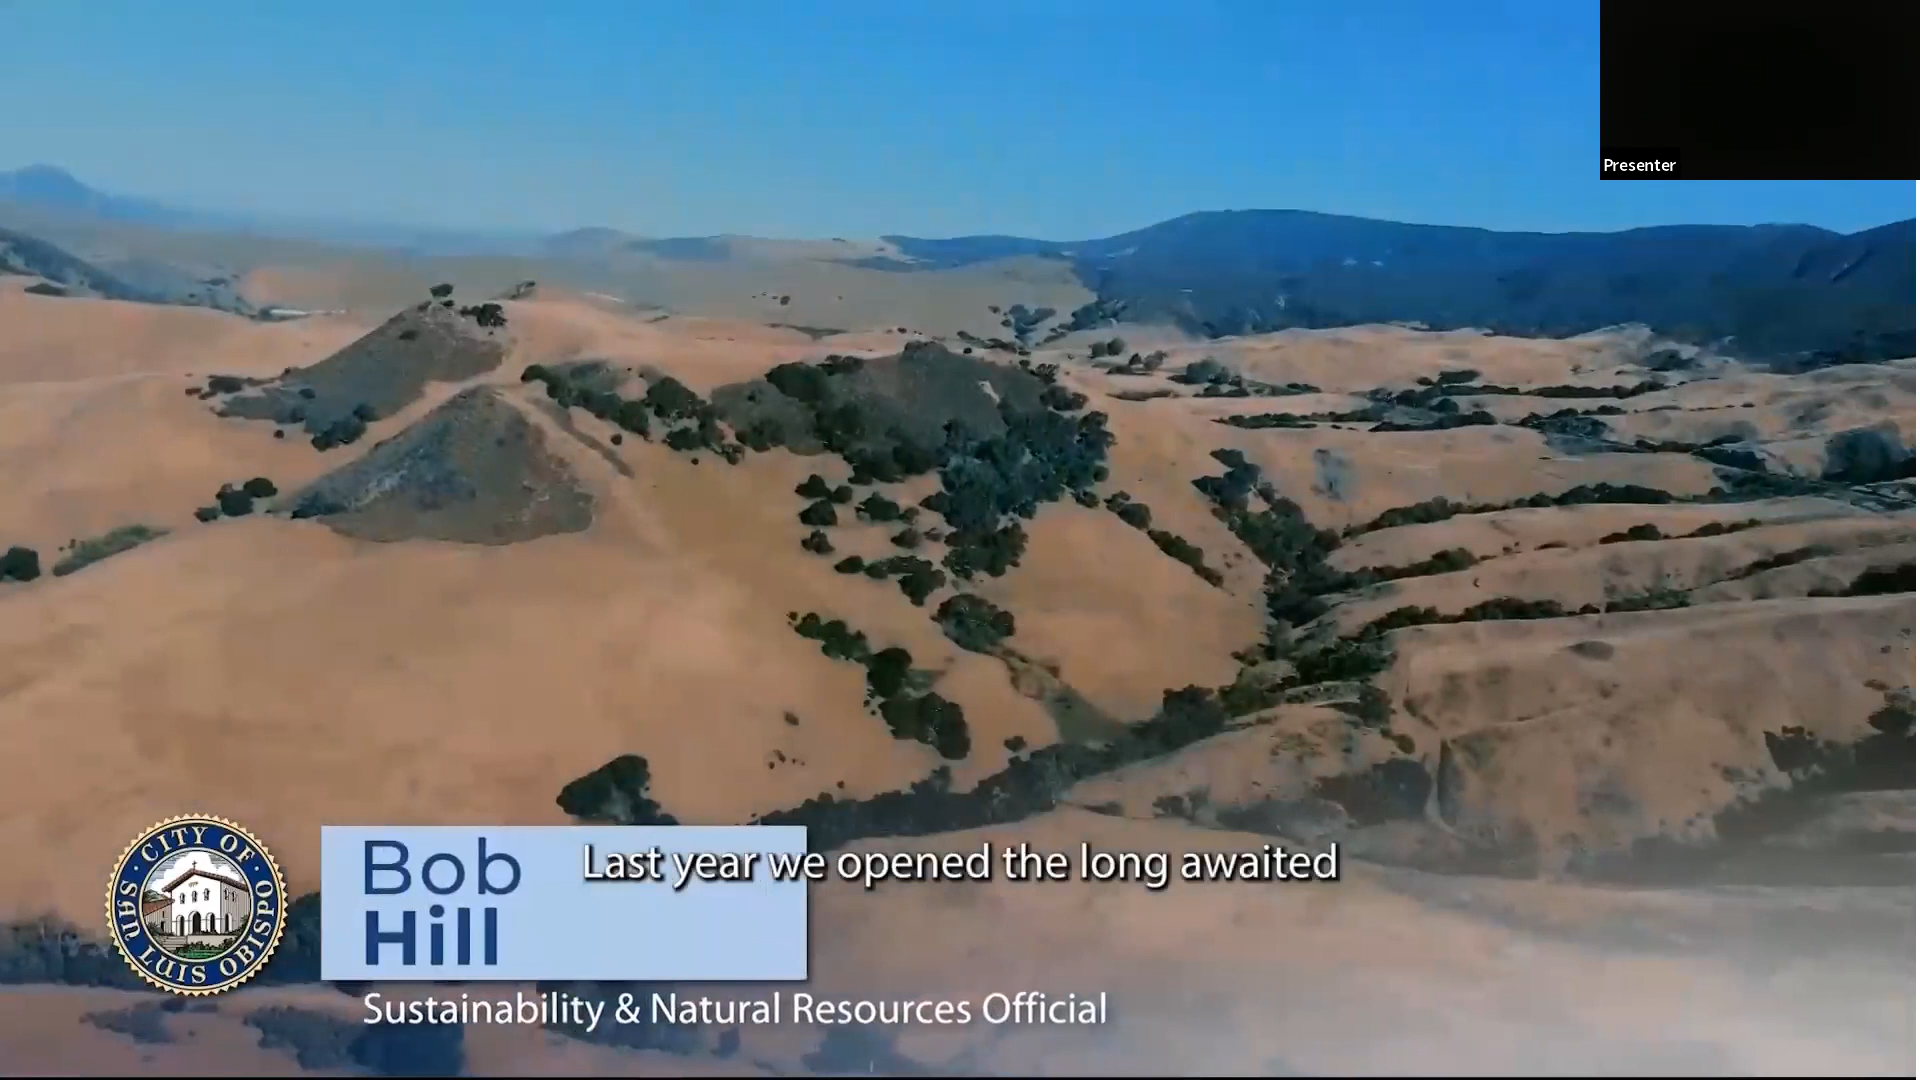 Presenter
CITY OF
SAN LUIS OBISPO
Bob
Hill
Last year we opened the long awaited
Sustainability & Natural Resources Official